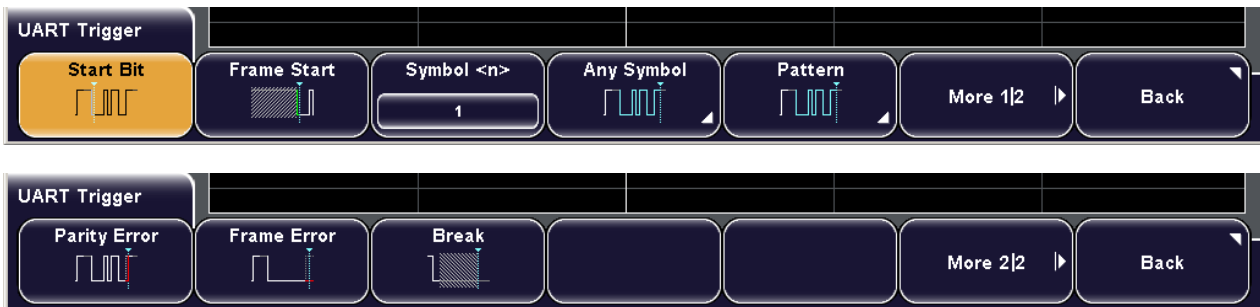 UART Trigger
Start Bit
Frame Start
Symbol <n>
1
Any Symbol
Pattern
More 1|2
Back
UART Trigger
Parity Error
Frame Error
Break
More 2|2
Back